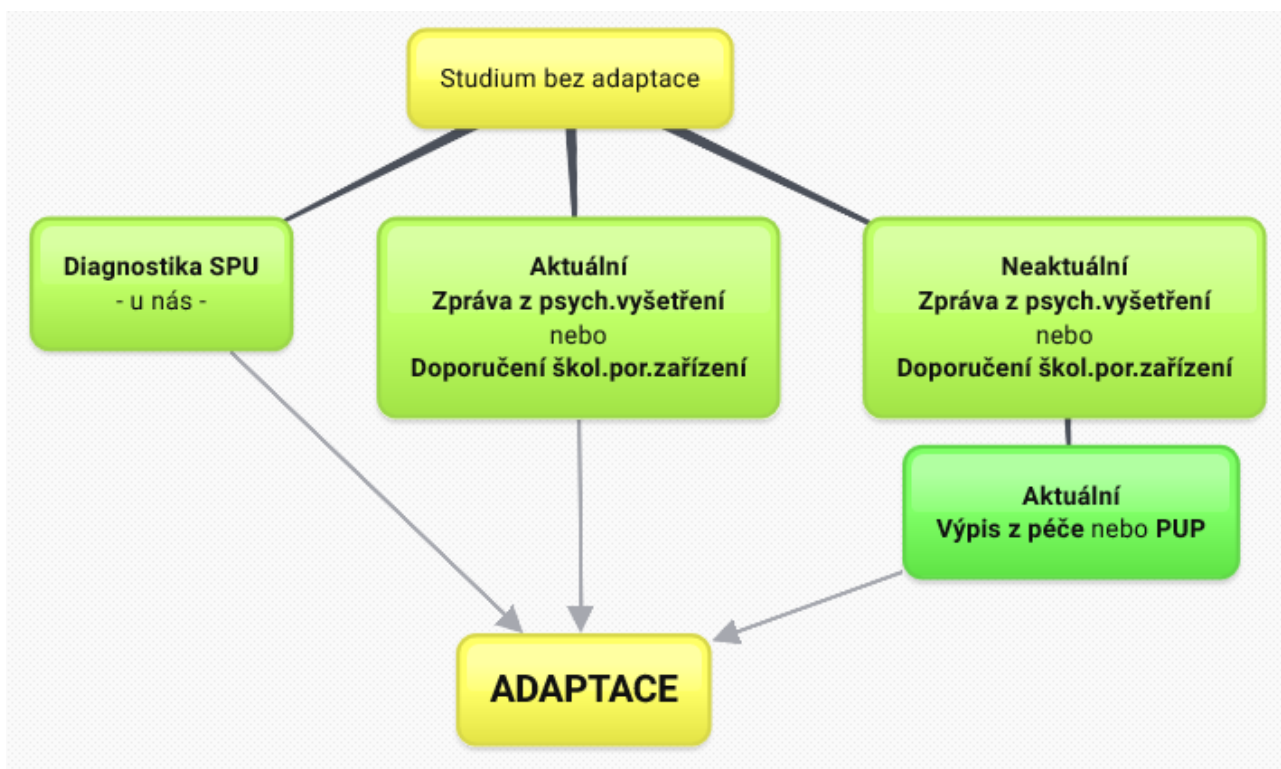 Studium bez adaptace
Diagnostika SPU
- u nás -
Aktuální
Zpráva z psych.vyšetření
nebo
Doporučení škol.por.zařízení
Neaktuální
Zpráva z psych.vyšetření
nebo
Doporučení škol.por.zařízení
Aktuální
Výpis z péče nebo PUP
ADAPTACE